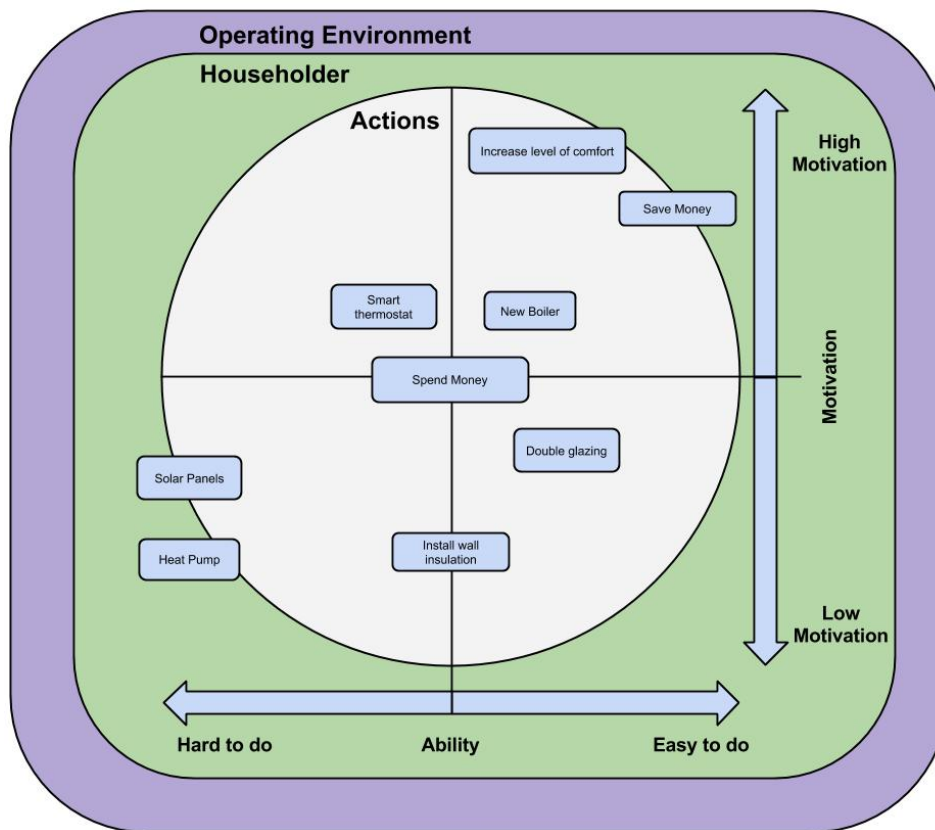 Operating Environment
Householder
Actions
Increase level of comfort
High
Motivation
Save Money
Smart
thermostat
New Boiler
Spend Money
Motivation
Double glazing
Solar Panels
Install wall
insulation
Heat Pump
Low
Motivation
Hard to do
Ability
Easy to do